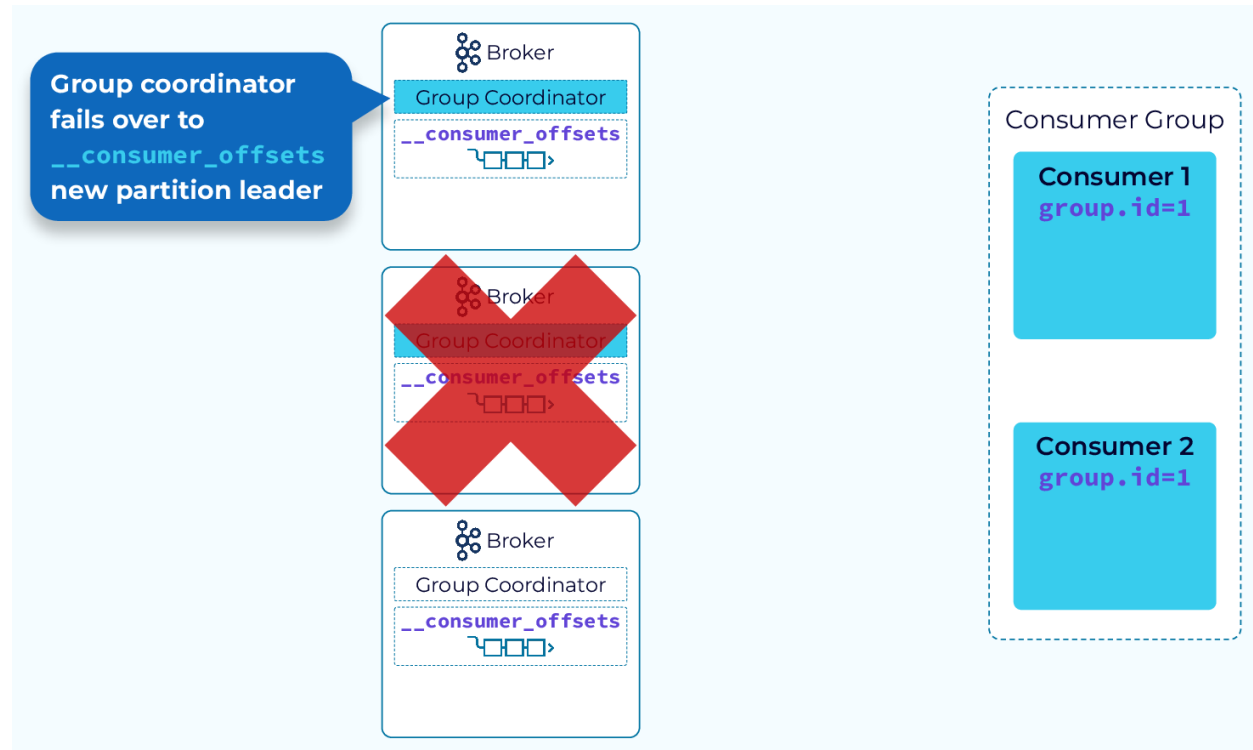 Group coordinator
fails over to
__consumer_offsets
new partition leader
Broker
Group Coordinator
__consumer_offsets
Broker
Group Coordinator
__consumer_offsets
Broker
Group Coordinator
__consumer_offsets
Consumer Group
Consumer 1
group.id=1
Consumer 2
group.id=1